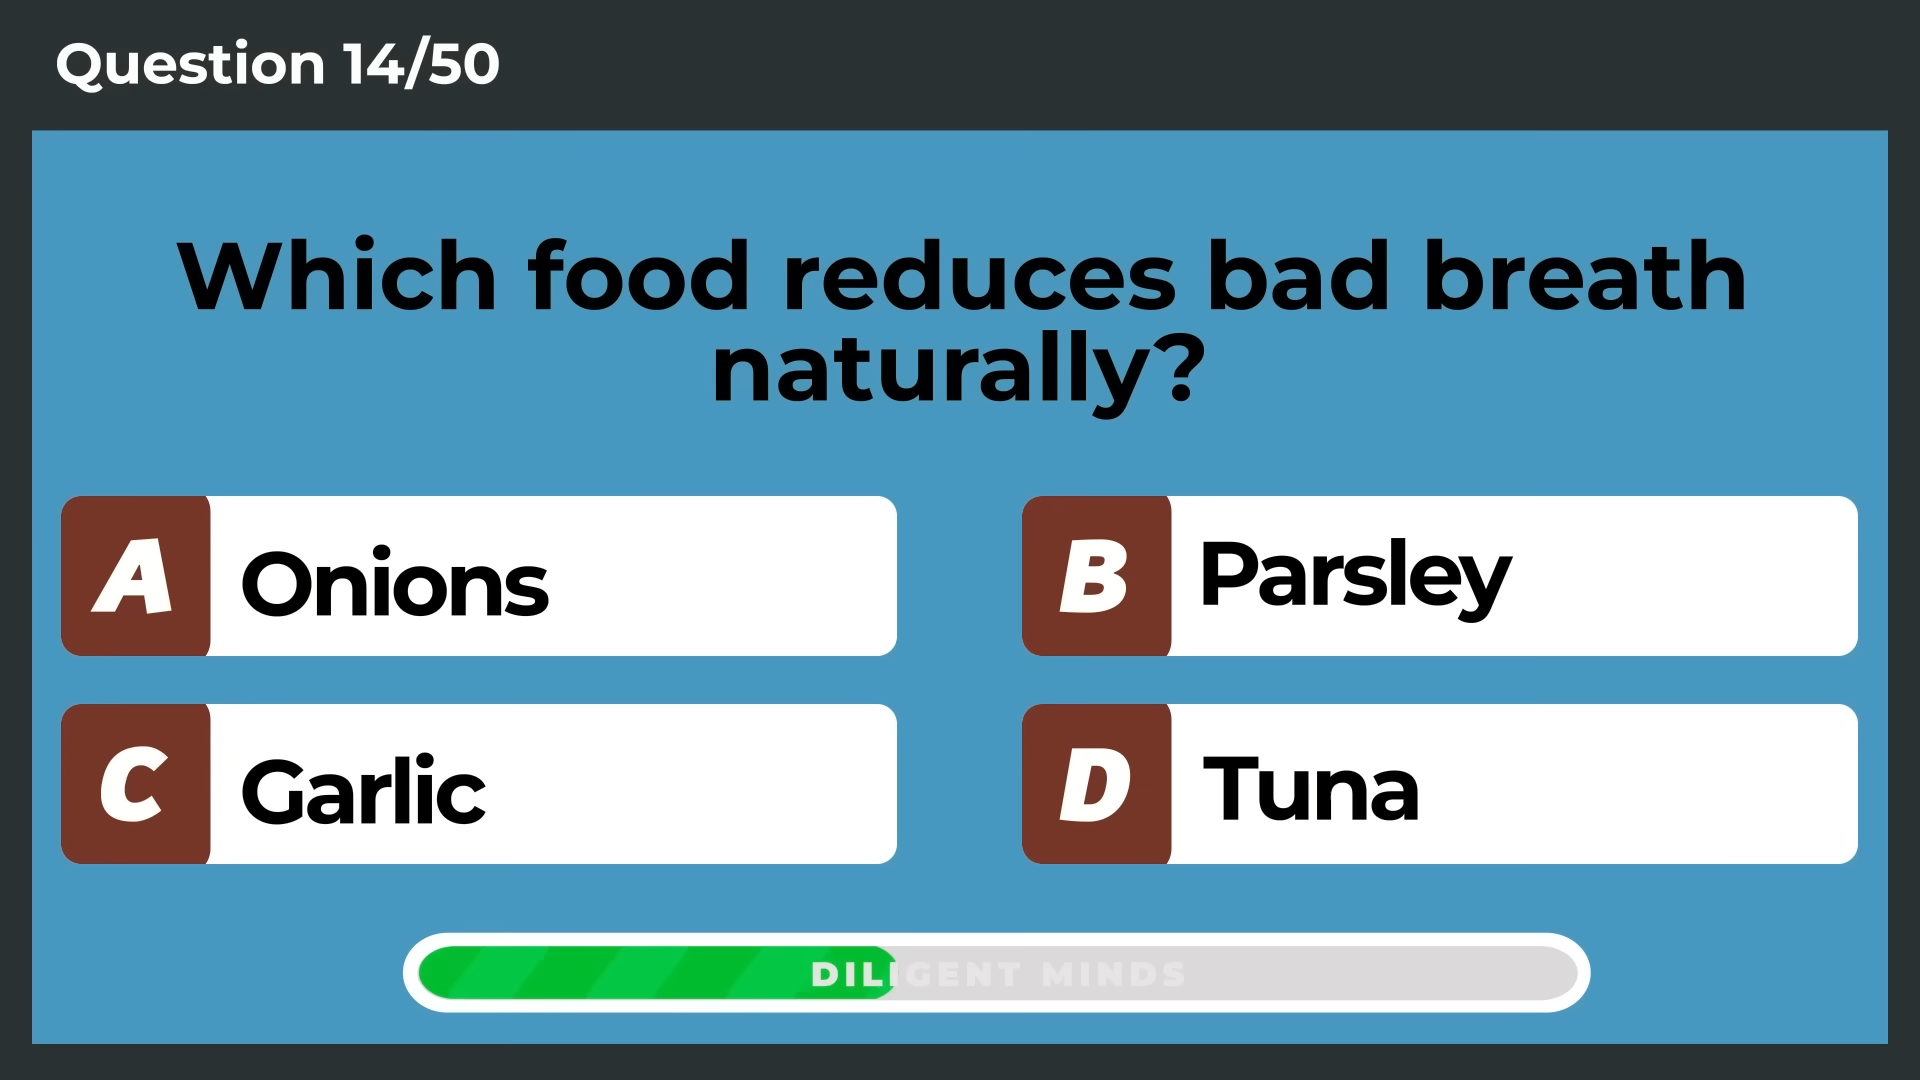 Question 14/50
Which food reduces bad breath
naturally?
A Onions
B Parsley
C Garlic
D Tuna
DILIGENT MINDS